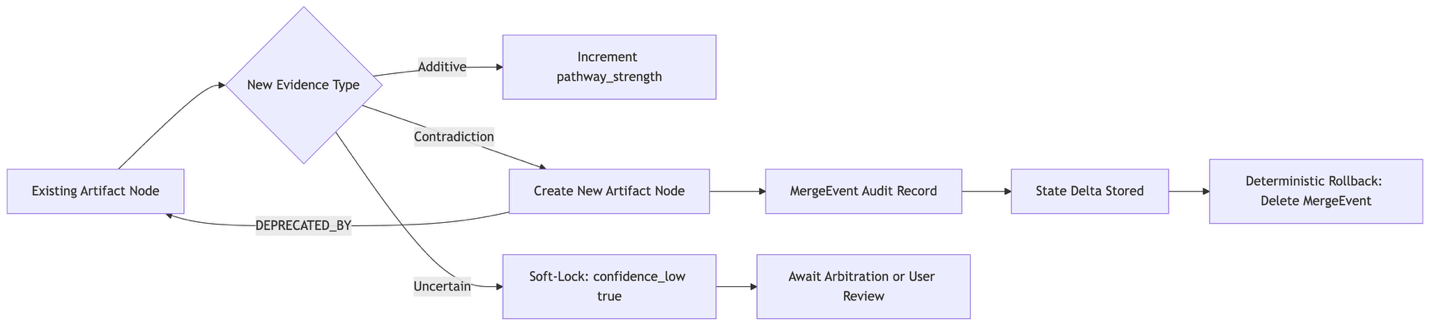 Existing Artifact Node
New Evidence Type
Additive
Increment
pathway_strength
Contradiction
Create New Artifact Node
DEPRECATED_BY
MergeEvent Audit Record
State Delta Stored
Deterministic Rollback:
Delete MergeEvent
Uncertain
Soft-Lock: confidence_low
true
Await Arbitration or User
Review